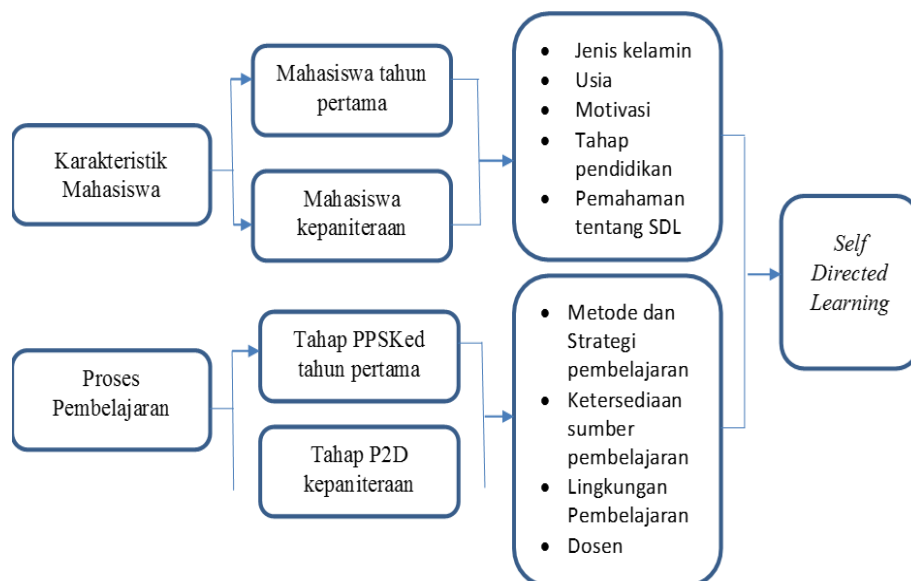 Karakteristik
Mahasiswa
Mahasiswa tahun
pertama
Mahasiswa
kepaniteraan
• Jenis kelamin
• Usia
• Motivasi
• Tahap
pendidikan
• Pemahaman
tentang SDL
Proses
Pembelajaran
Tahap PPSKed
tahun pertama
Tahap P2D
kepaniteraan
• Metode dan
Strategi
pembelajaran
• Ketersediaan
sumber
pembelajaran
• Lingkungan
Pembelajaran
• Dosen
Self
Directed
Learning